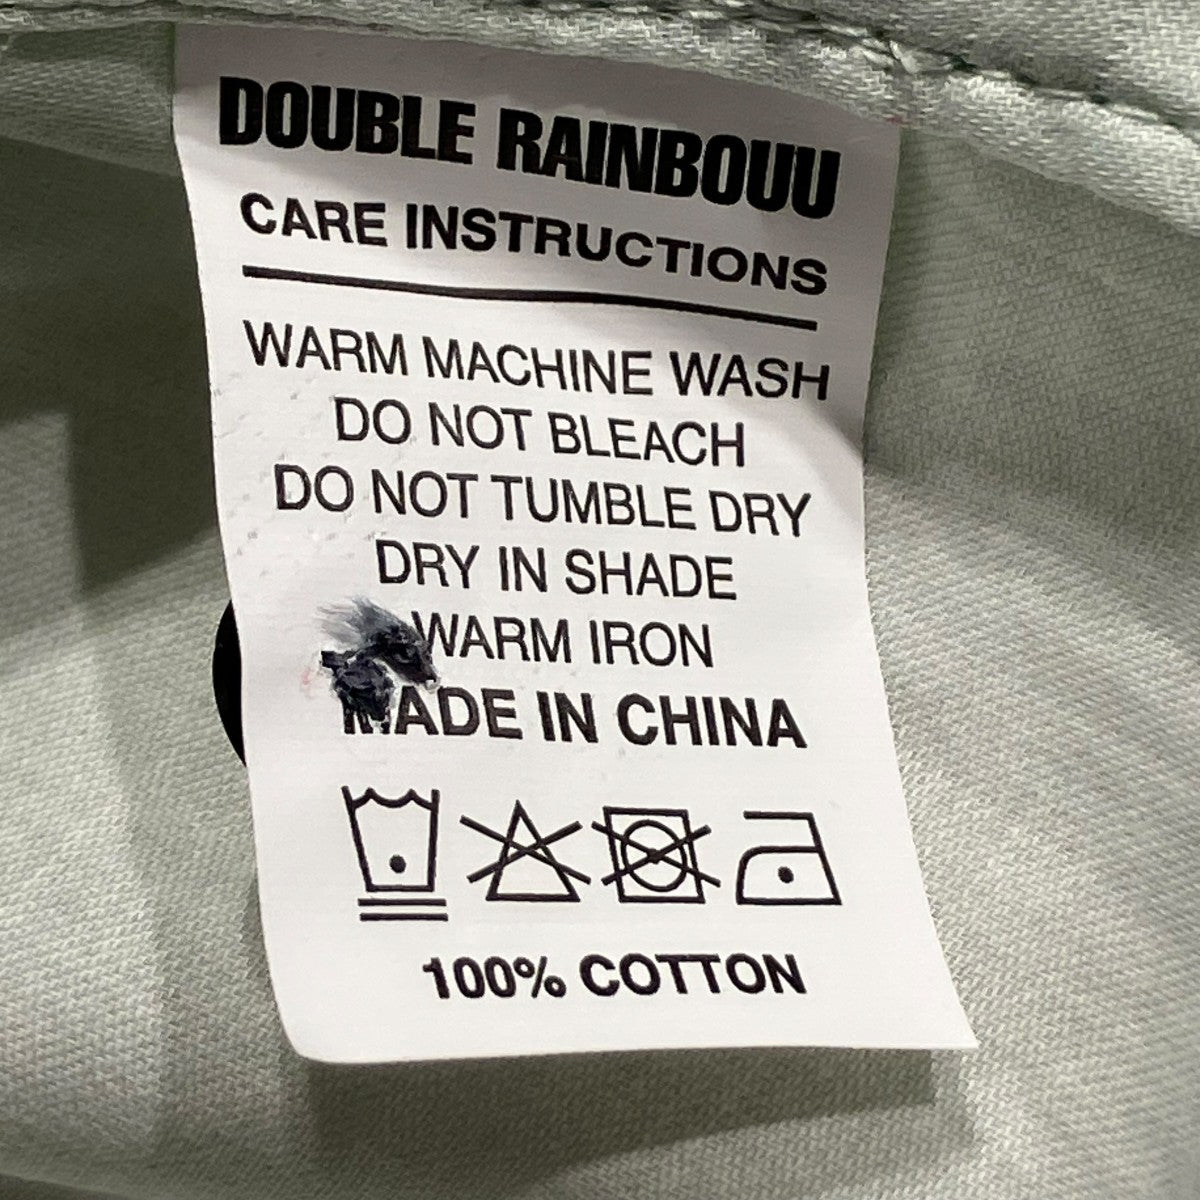 DOUBLE RAINBOUU
CARE INSTRUCTIONS
WARM MACHINE WASH
DO NOT BLEACH
DO NOT TUMBLE DRY
DRY IN SHADE
WARM IRON
MADE IN CHINA
100% COTTON